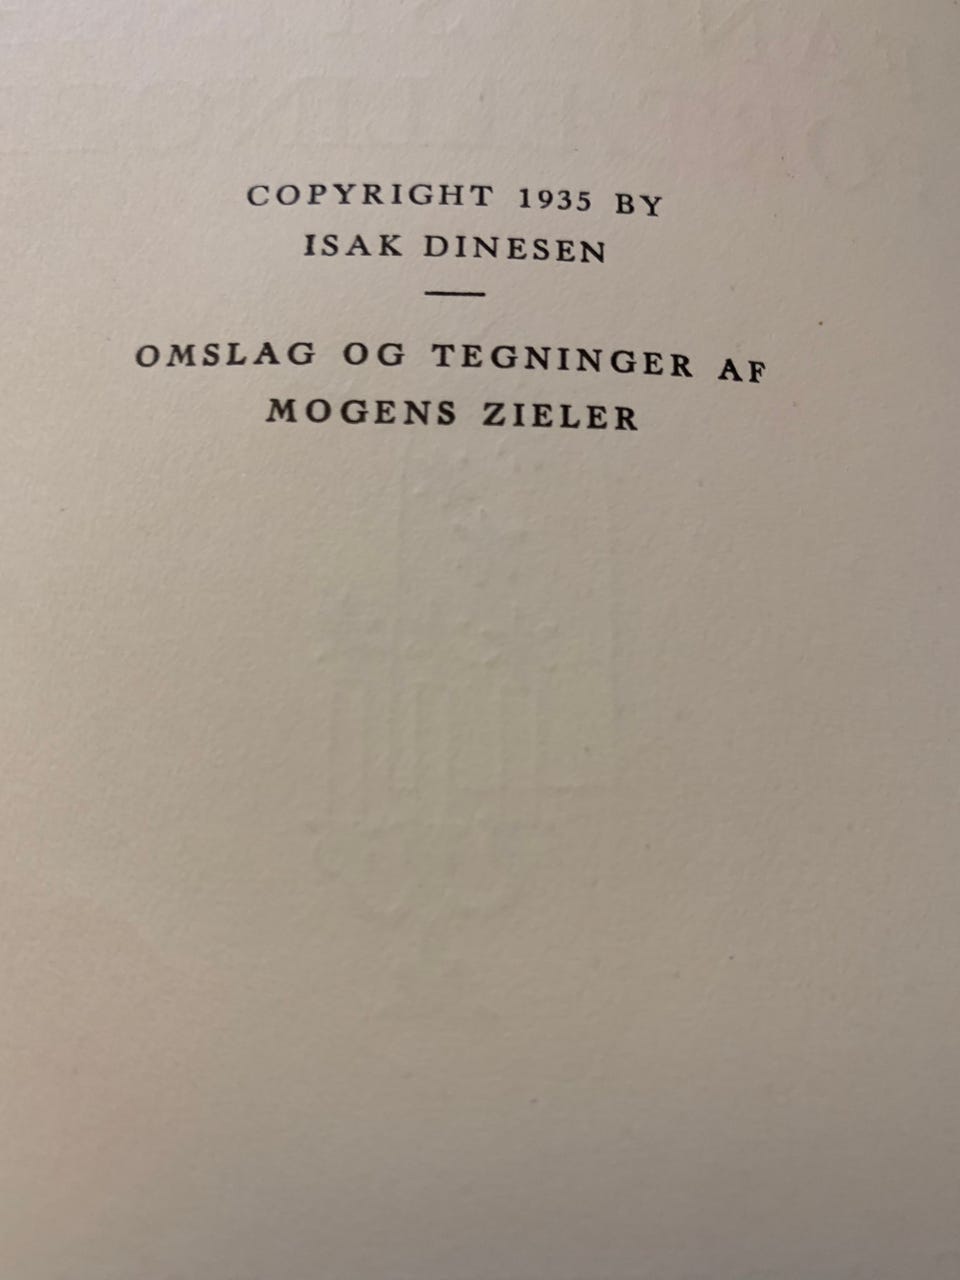 COPYRIGHT 1935 BY
ISAK DINESEN
OMSLAG OG TEGNINGER AF
MOGENS ZIELER